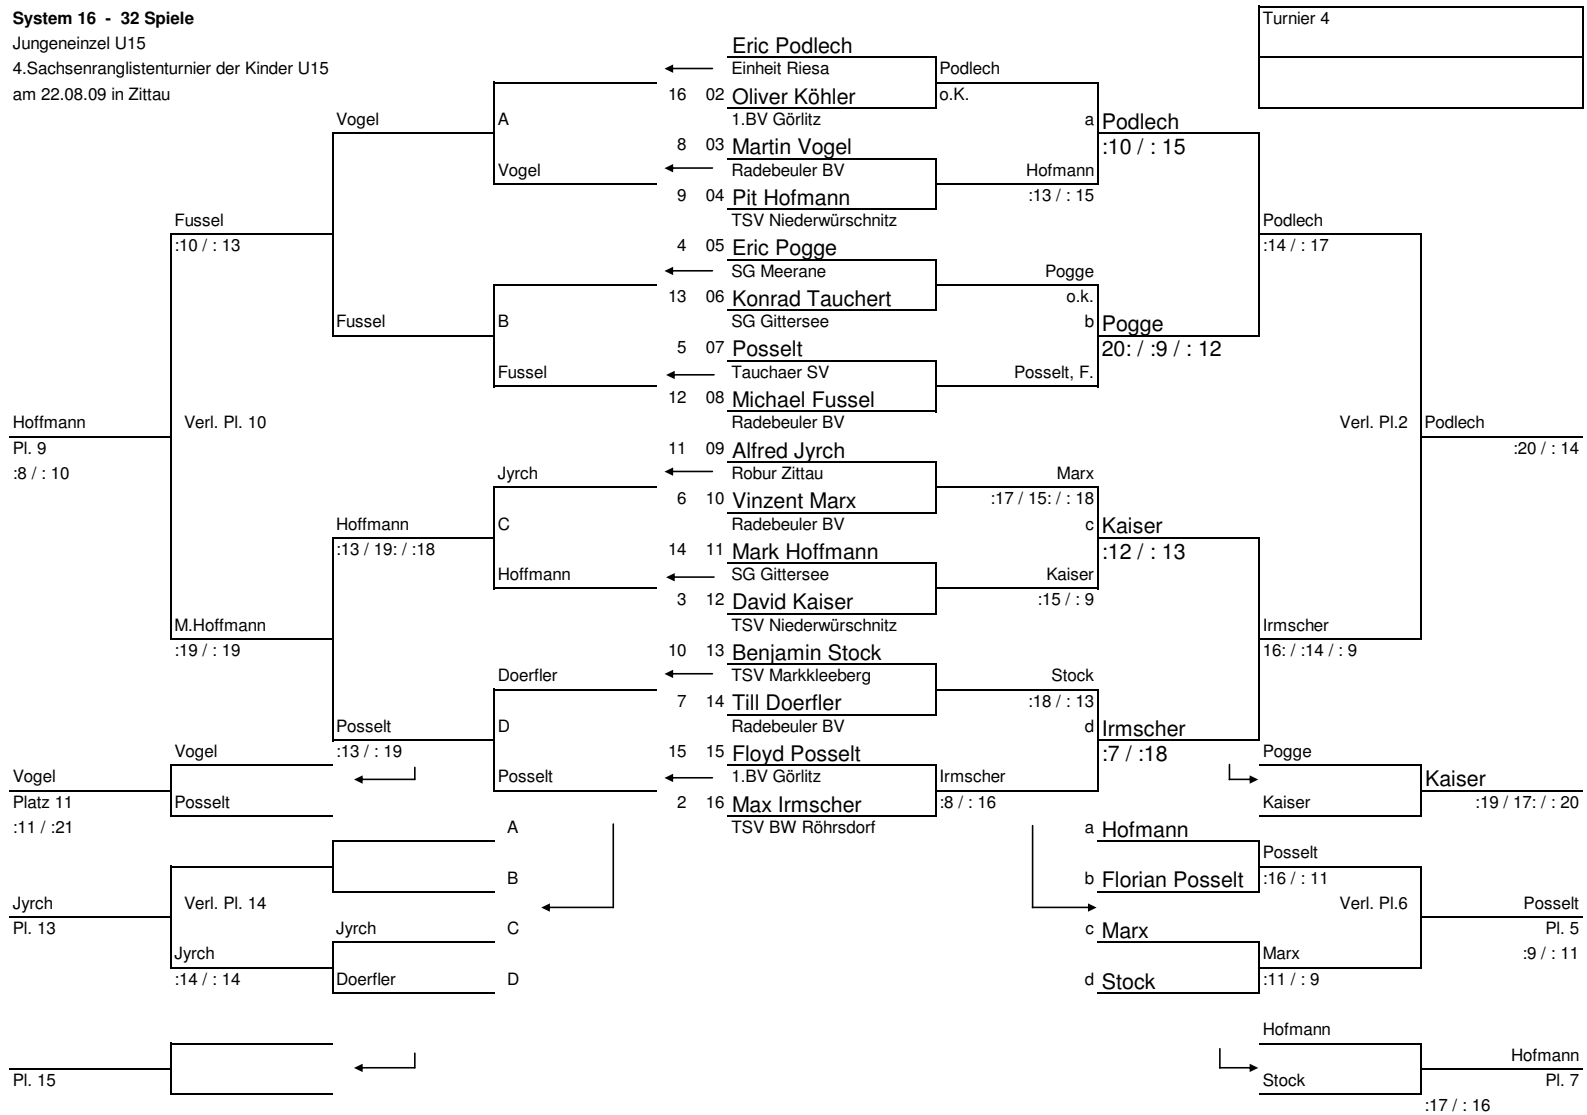 System 16 - 32 Spiele
Jungeneinzel U15
4.Sachsenranglistenturnier der Kinder U15
am 22.08.09 in Zittau
Turnier 4
Eric Podlech
Einheit Riesa
16 02 Oliver Köhler
1.BV Görlitz
8 03 Martin Vogel
Radebeuler BV
9 04 Pit Hofmann
TSV Niederwürschnitz
4 05 Eric Pogge
SG Meerane
13 06 Konrad Tauchert
SG Gittersee
5 07 Posselt
Tauchaer SV
12 08 Michael Fussel
Radebeuler BV
11 09 Alfred Jyrch
Robur Zittau
6 10 Vinzent Marx
Radebeuler BV
14 11 Mark Hoffmann
SG Gittersee
3 12 David Kaiser
TSV Niederwürschnitz
10 13 Benjamin Stock
TSV Markkleeberg
7 14 Till Doerfler
Radebeuler BV
15 15 Floyd Posselt
1.BV Görlitz
2 16 Max Irmscher
TSV BW Röhrsdorf
Podlech
o.K.
Hofmann
:13 / : 15
Pogge
o.k.
Posselt, F.
Marx
:17 / 15: / : 18
Kaiser
:15 / : 9
Stock
:18 / : 13
Irmscher
:8 / : 16
a Podlech
:10 / : 15
b Pogge
20: / :9 / : 12
c Kaiser
:12 / : 13
d Irmscher
:7 / :18
Podlech
:14 / : 17
Irmscher
16: / :14 / : 9
Verl. Pl.2
Podlech
:20 / : 14
Pogge
Kaiser
Kaiser
:19 / 17: / : 20
a Hofmann
b Florian Posselt
c Marx
d Stock
Posselt
:16 / : 11
Marx
:11 / : 9
Verl. Pl.6
Posselt
Pl. 5
:9 / : 11
Hofmann
Stock
Hofmann
Pl. 7
:17 / : 16
A
Vogel
B
Fussel
Jyrch
C
Hoffmann
Doerfler
D
Posselt
Vogel
Fussel
Hoffmann
:13 / 19: / :18
Posselt
:13 / : 19
Fussel
:10 / : 13
M.Hoffmann
:19 / : 19
Verl. Pl. 10
Hoffmann
Pl. 9
:8 / : 10
Vogel
Posselt
Vogel
Platz 11
:11 / :21
A
B
C
D
Jyrch
Doerfler
Jyrch
:14 / : 14
Verl. Pl. 14
Jyrch
Pl. 13
Pl. 15